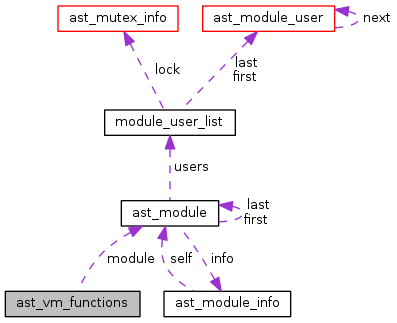 ast_mutex_info
ast_module_user
next
lock
last
first
module_user_list
users
ast_module
last
first
module
self
info
ast_vm_functions
ast_module_info